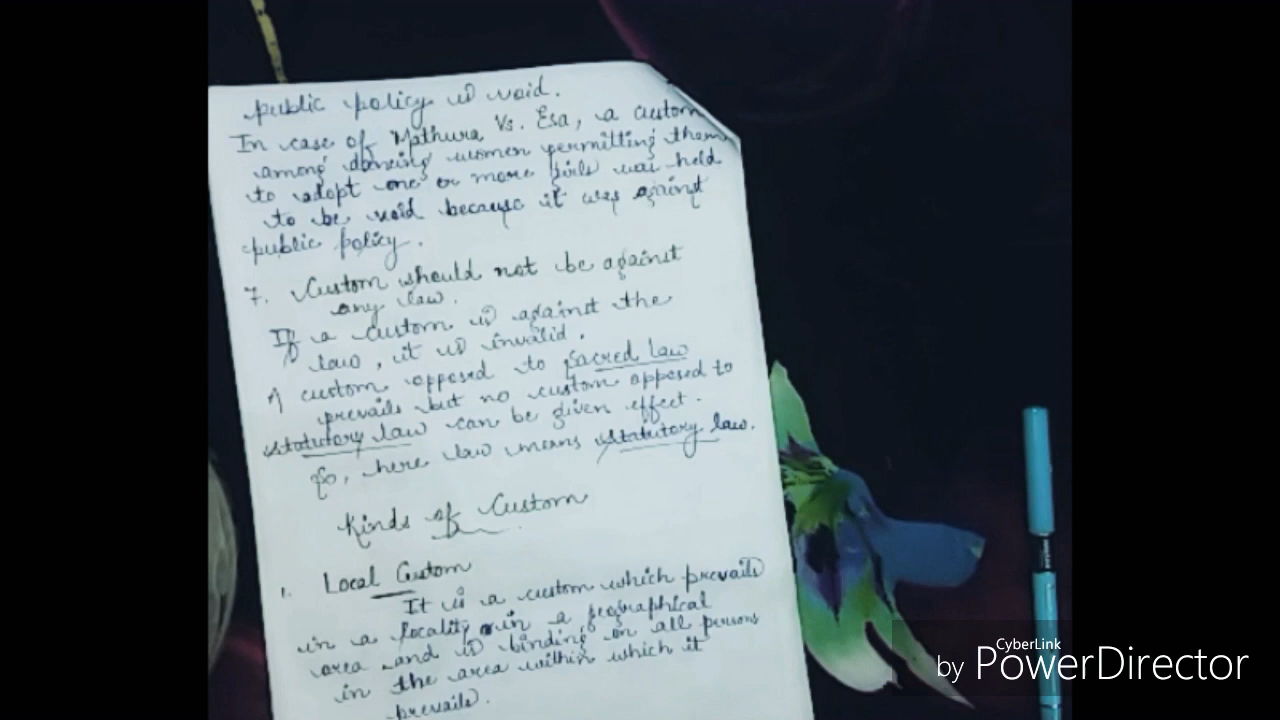 public policy is void.
In case of Mathura Vs. Esa, a custom
among dancing women permitting them
to adopt one or more girls was held
to be void because it was against
public policy.
7. Custom should not be against
any law.
If a custom is against the
law, it is invalid.
A custom opposed to sacred law
prevails but no custom opposed to
statutory law can be given effect.
So, here law means statutory law.
Kinds of Custom
1. Local Custom
It is a custom which prevails
in a locality in a geographical
area and is binding on all persons
in the area within which it
prevails.
CyberLink
by PowerDirector